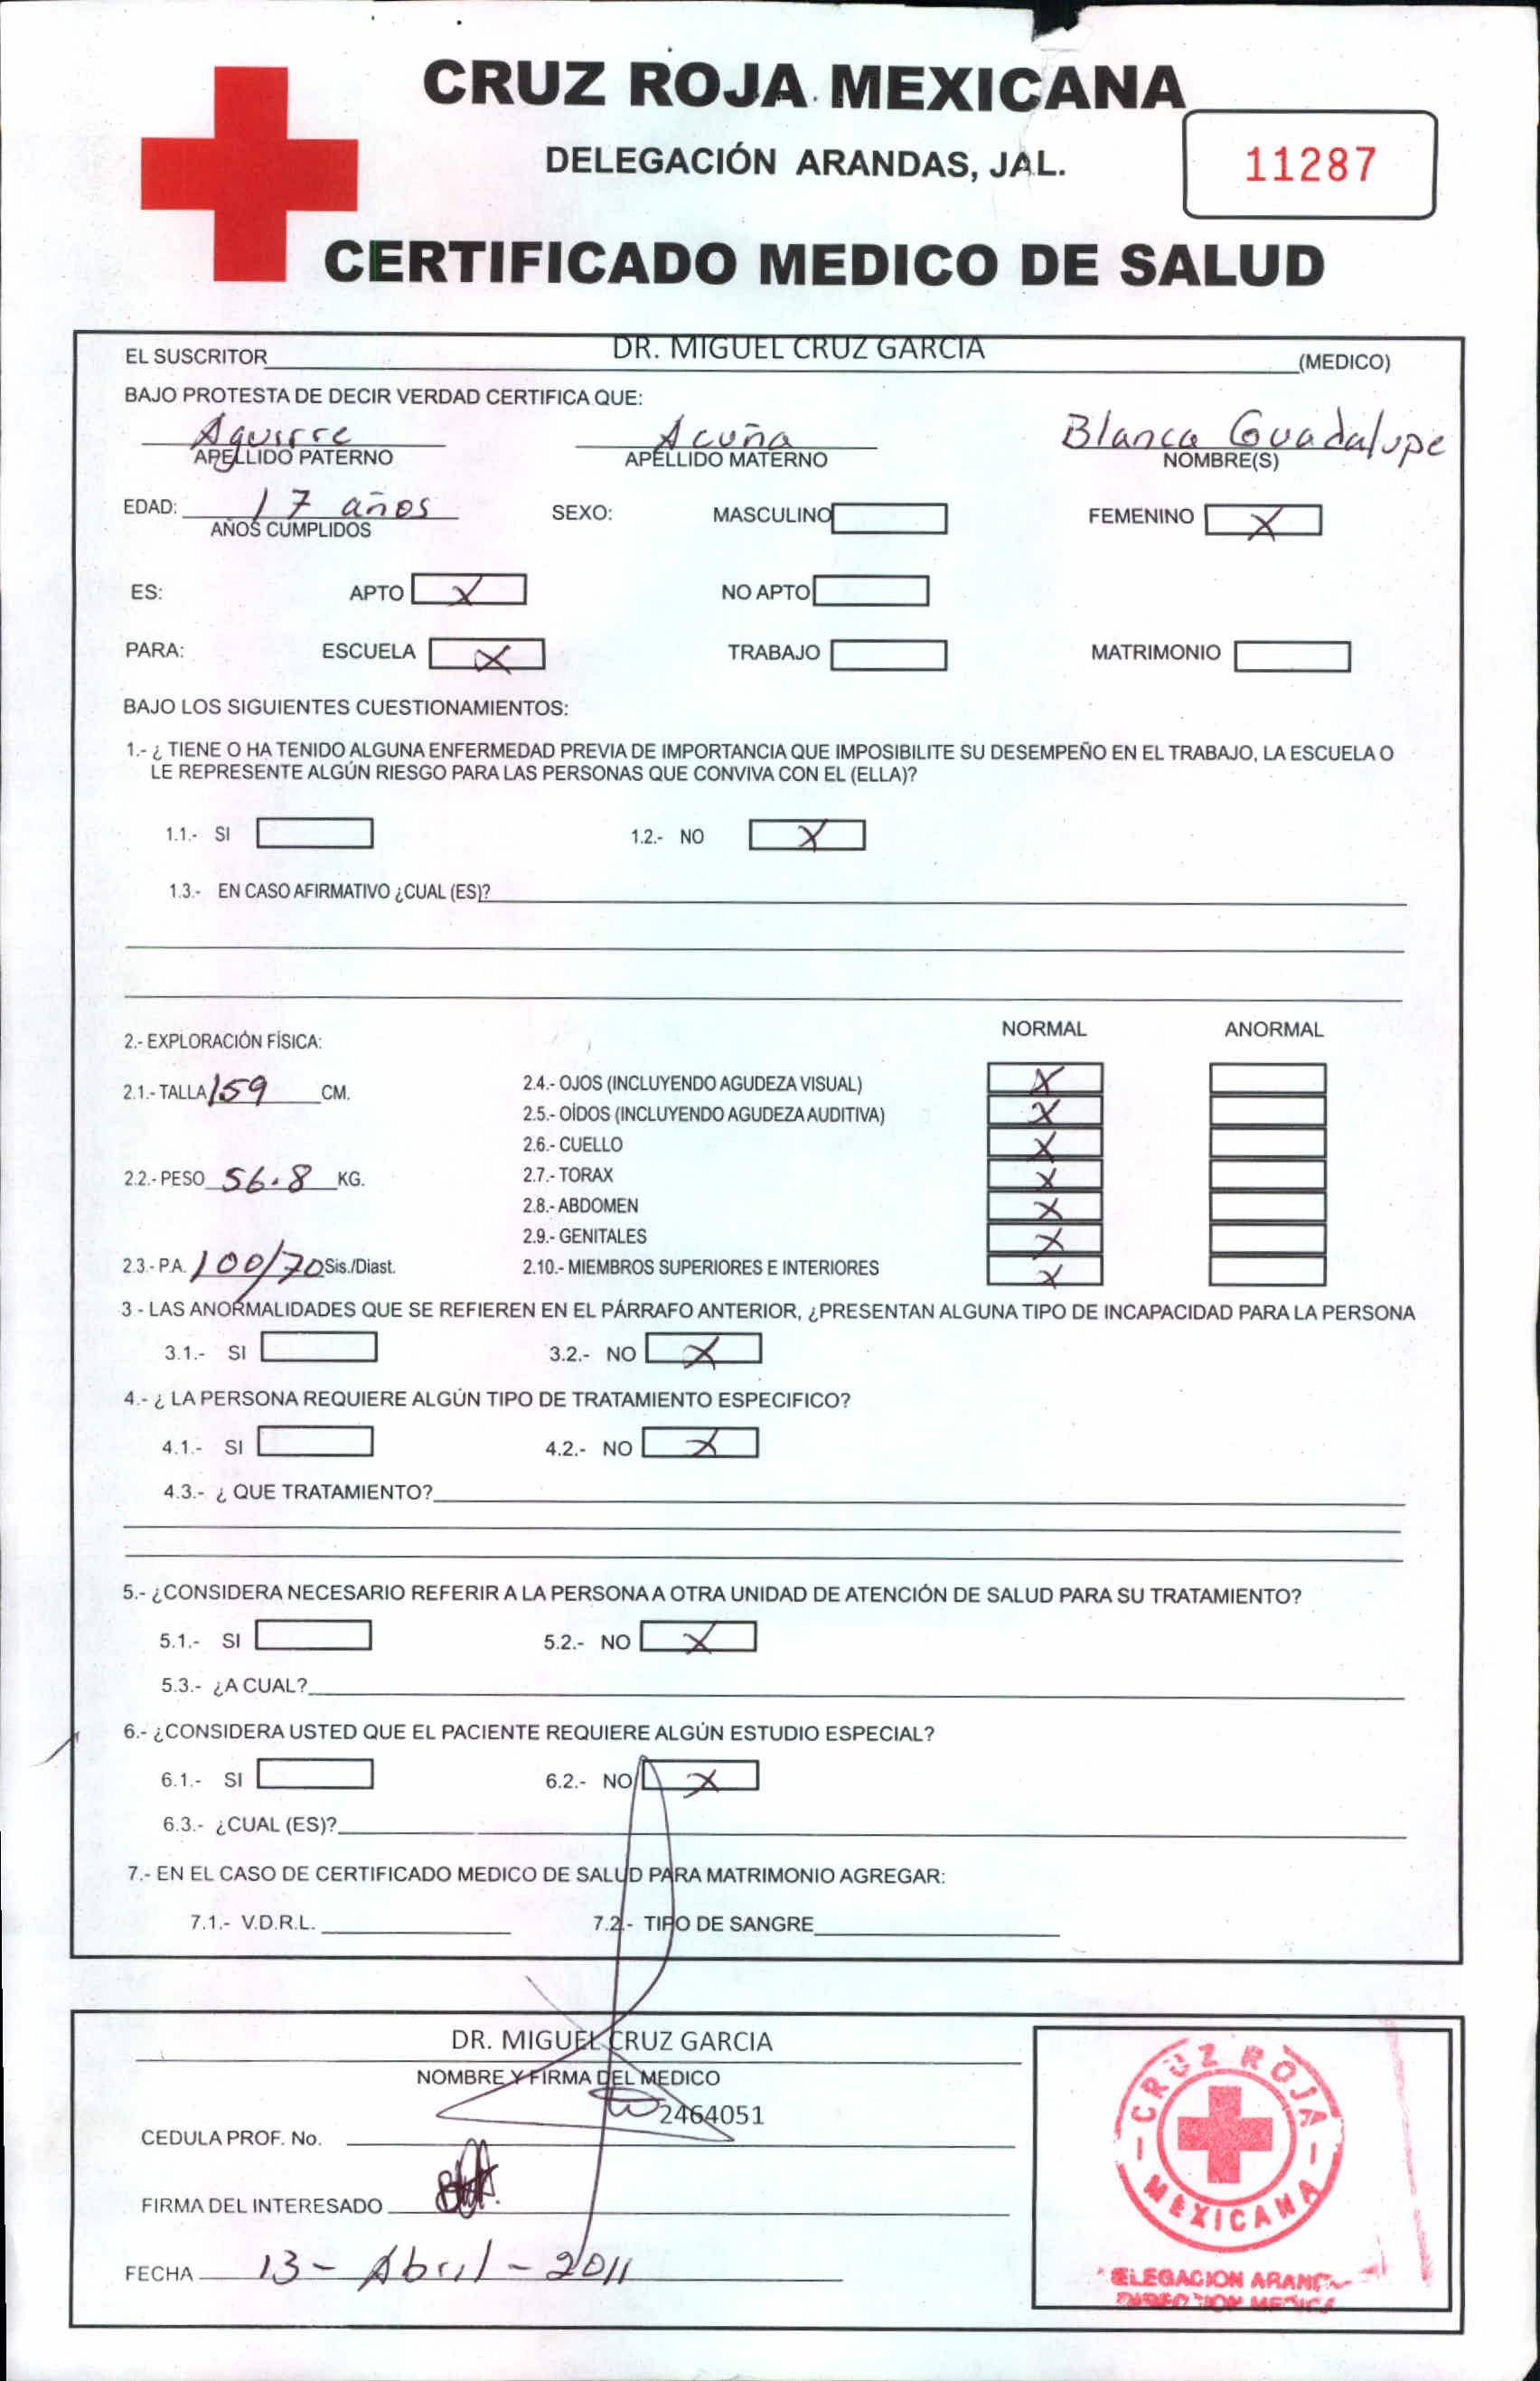 CRUZ ROJA MEXICANA
DELEGACIÓN ARANDAS, JAL.
11287
CERTIFICADO MEDICO DE SALUD
EL SUSCRITOR DR. MIGUEL CRUZ GARCIA (MEDICO)
BAJO PROTESTA DE DECIR VERDAD CERTIFICA QUE:
Aguirre Acuña Blanca Guadalupe
APELLIDO PATERNO APELLIDO MATERNO NOMBRE(S)
EDAD: 17 años SEXO: MASCULINO FEMENINO X
AÑOS CUMPLIDOS
ES: APTO X NO APTO
PARA: ESCUELA X TRABAJO MATRIMONIO
BAJO LOS SIGUIENTES CUESTIONAMIENTOS:
1.- ¿ TIENE O HA TENIDO ALGUNA ENFERMEDAD PREVIA DE IMPORTANCIA QUE IMPOSIBILITE SU DESEMPEÑO EN EL TRABAJO, LA ESCUELA O
LE REPRESENTE ALGÚN RIESGO PARA LAS PERSONAS QUE CONVIVA CON EL (ELLA)?
1.1.- SI 1.2.- NO X
1.3.- EN CASO AFIRMATIVO ¿CUAL (ES)?
NORMAL ANORMAL
2.- EXPLORACIÓN FÍSICA:
2.1.- TALLA 159 CM. 2.4.- OJOS (INCLUYENDO AGUDEZA VISUAL) X
2.5.- OÍDOS (INCLUYENDO AGUDEZA AUDITIVA) X
2.6.- CUELLO X
2.2.- PESO 56.8 KG. 2.7.- TORAX X
2.8.- ABDOMEN X
2.9.- GENITALES X
2.3.- P.A. 100/70 Sis./Diast. 2.10.- MIEMBROS SUPERIORES E INTERIORES X
3 - LAS ANORMALIDADES QUE SE REFIEREN EN EL PÁRRAFO ANTERIOR, ¿PRESENTAN ALGUNA TIPO DE INCAPACIDAD PARA LA PERSONA
3.1.- SI 3.2.- NO X
4.- ¿ LA PERSONA REQUIERE ALGÚN TIPO DE TRATAMIENTO ESPECIFICO?
4.1.- SI 4.2.- NO X
4.3.- ¿ QUE TRATAMIENTO?
5.- ¿CONSIDERA NECESARIO REFERIR A LA PERSONA A OTRA UNIDAD DE ATENCIÓN DE SALUD PARA SU TRATAMIENTO?
5.1.- SI 5.2.- NO X
5.3.- ¿A CUAL?
6.- ¿CONSIDERA USTED QUE EL PACIENTE REQUIERE ALGÚN ESTUDIO ESPECIAL?
6.1.- SI 6.2.- NO X
6.3.- ¿CUAL (ES)?
7.- EN EL CASO DE CERTIFICADO MEDICO DE SALUD PARA MATRIMONIO AGREGAR:
7.1.- V.D.R.L. 7.2.- TIPO DE SANGRE
DR. MIGUEL CRUZ GARCIA
NOMBRE Y FIRMA DEL MEDICO
2464051
CEDULA PROF. No.
FIRMA DEL INTERESADO
FECHA 13 - Abril - 2011
CRUZ ROJA
MEXICANA
ELEGACION ARAND
DIRECCION MEDICA